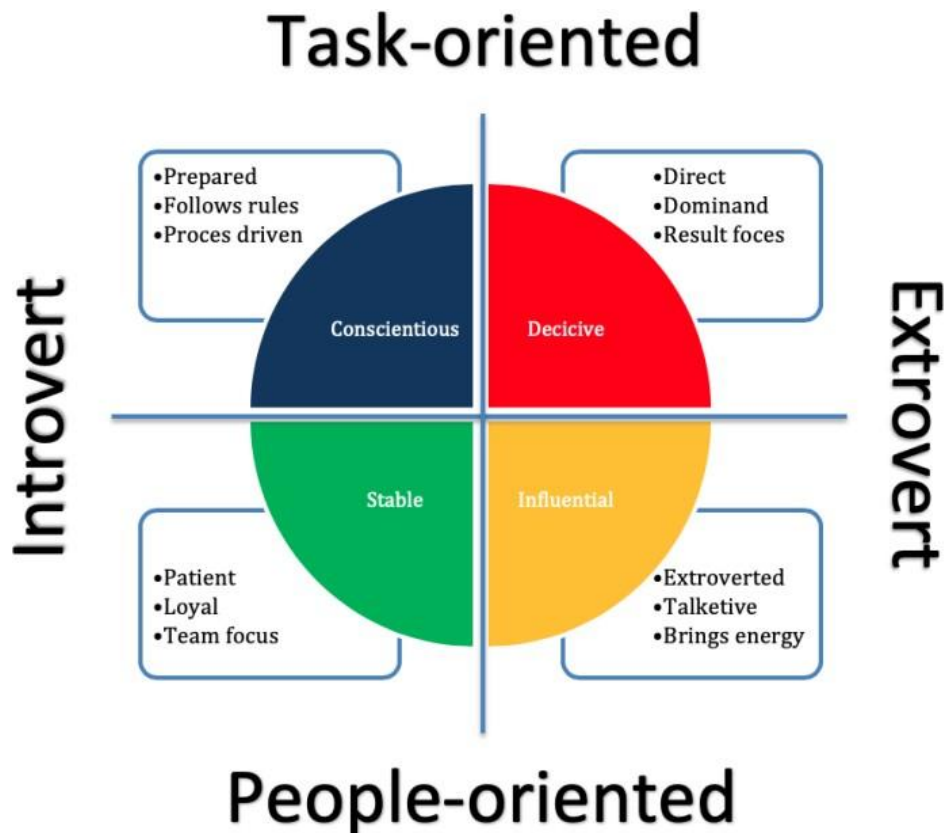 Task-oriented
•Prepared
•Follows rules
•Proces driven
•Direct
•Dominand
•Result foces
Introvert
Extrovert
Conscientious
Decicive
Stable
Influential
•Patient
•Loyal
•Team focus
•Extroverted
•Talketive
•Brings energy
People-oriented